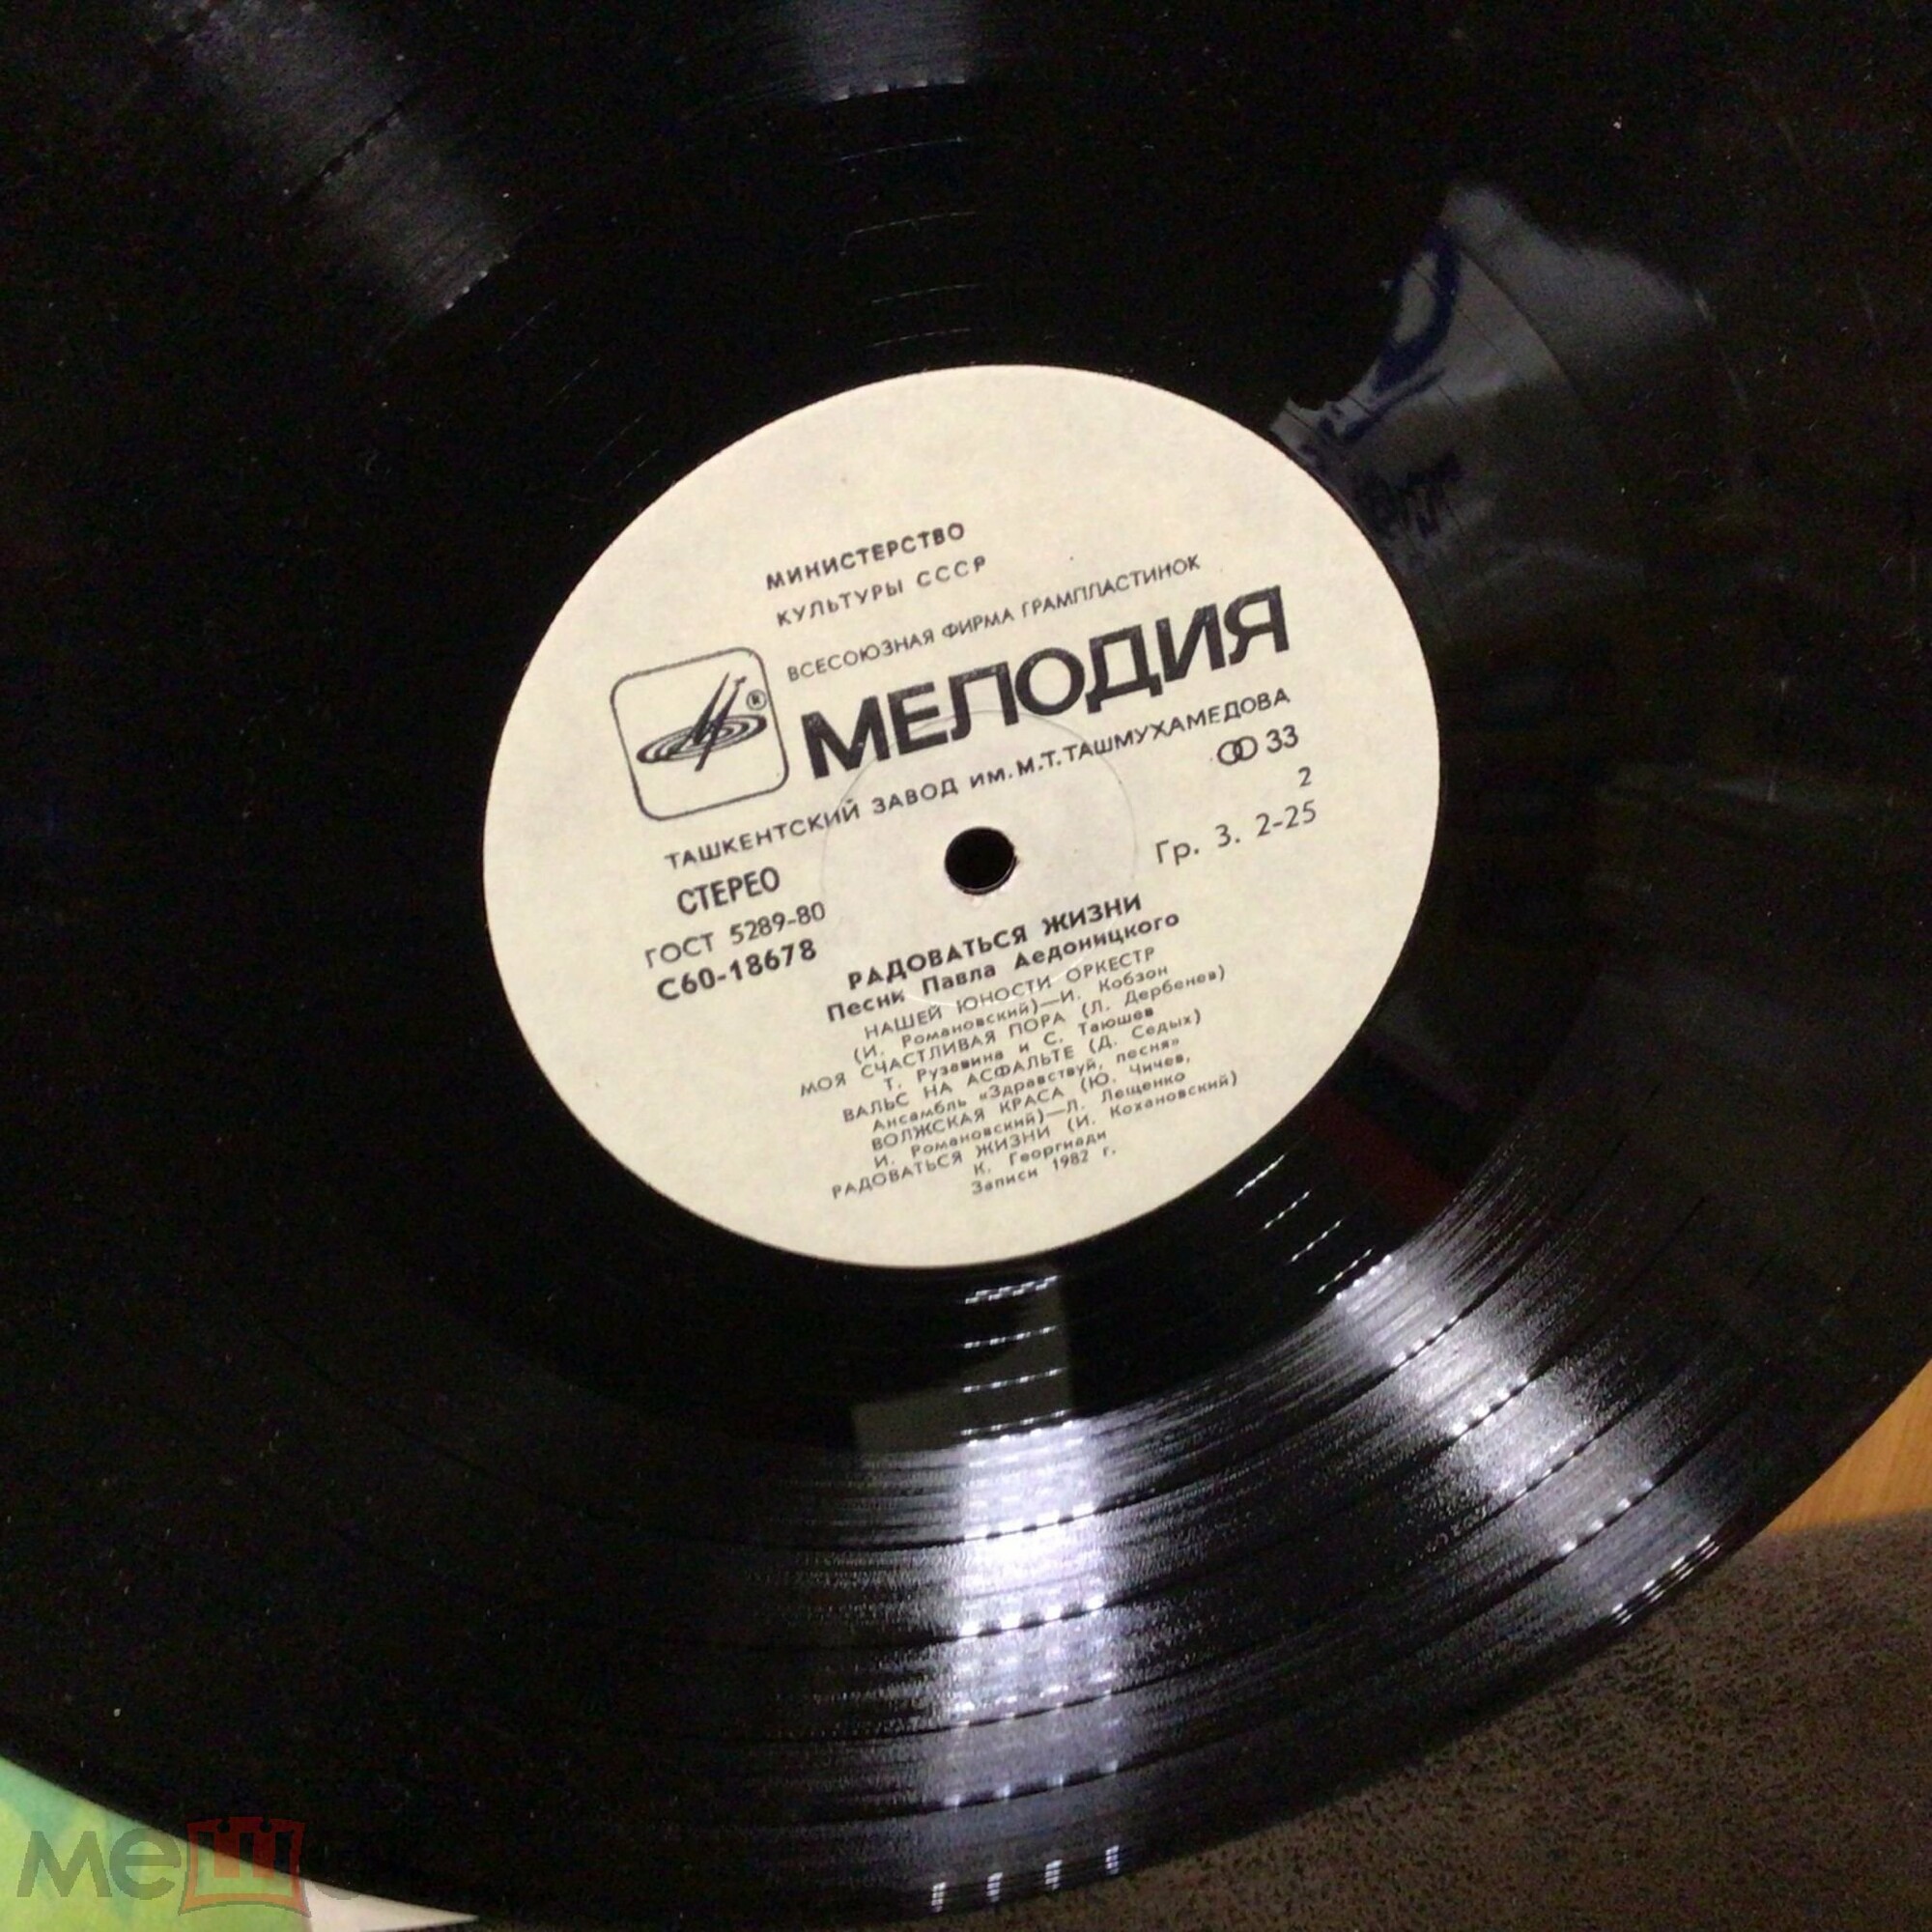 МИНИСТЕРСТВО
КУЛЬТУРЫ СССР
ВСЕСОЮЗНАЯ ФИРМА ГРАМПЛАСТИНОК
МЕЛОДИЯ
ТАШКЕНТСКИЙ ЗАВОД ИМ. М.Т. ТАШМУХАМЕДОВА
33
СТЕРЕО
2
ГОСТ 5289-80
Гр. 3. 2-25
С60-18678
РАДОВАТЬСЯ ЖИЗНИ
Песни Павла Аедоницкого
НАШЕЙ ЮНОСТИ ОРКЕСТР
(И. Романовский)—И. Кобзон
МОЯ СЧАСТЛИВАЯ ПОРА (Л. Дербенев)
Т. Рузавина и С. Таюшев
ВАЛЬС НА АСФАЛЬТЕ (Д. Седых)
Ансамбль «Здравствуй, песня»
ВОЛЖСКАЯ КРАСА (Ю. Чичев,
И. Романовский)—Л. Лещенко
РАДОВАТЬСЯ ЖИЗНИ (И. Кохановский)
К. Георгиади
Записи 1982 г.
меш